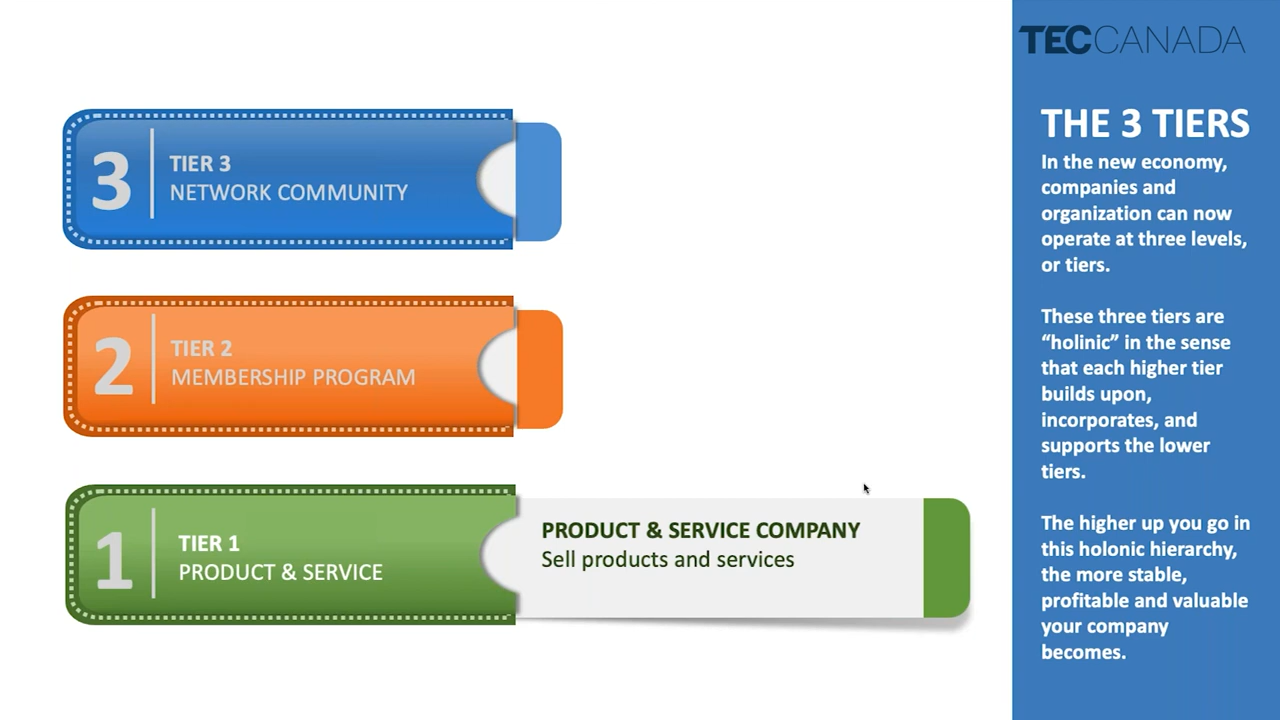 TECCANADA
3
TIER 3
NETWORK COMMUNITY
2
TIER 2
MEMBERSHIP PROGRAM
1
TIER 1
PRODUCT & SERVICE
PRODUCT & SERVICE COMPANY
Sell products and services
THE 3 TIERS
In the new economy,
companies and
organization can now
operate at three levels,
or tiers.
These three tiers are
“holinic” in the sense
that each higher tier
builds upon,
incorporates, and
supports the lower
tiers.
The higher up you go in
this holonic hierarchy,
the more stable,
profitable and valuable
your company
becomes.